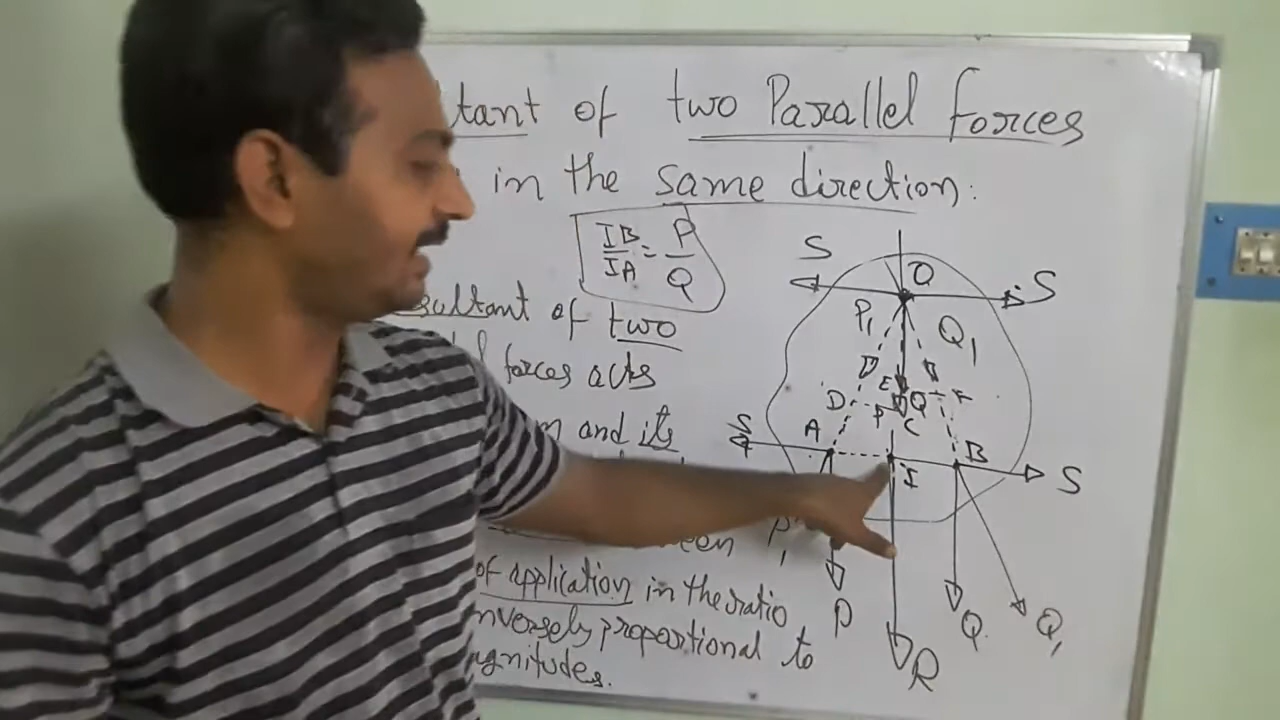 tant of two Parallel forces
in the same direction:
IB/IA = P/Q
sultant of two
forces acts
and its
een
of application in the ratio
nversely proportional to
gnitudes.
S O S
P₁ Q₁
D E Q F
P C
S A I B S
P₁
P Q Q₁
R